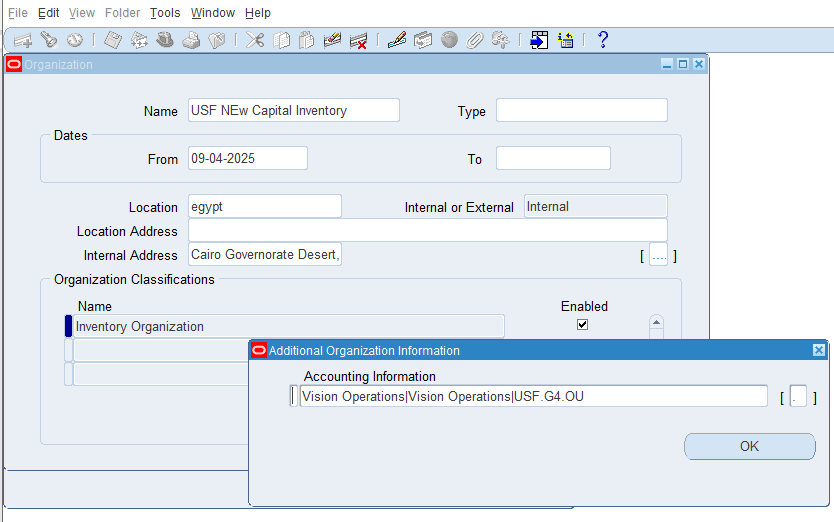 File Edit View Folder Tools Window Help
Organization
Name USF NEw Capital Inventory Type
Dates
From 09-04-2025 To
Location egypt Internal or External Internal
Location Address
Internal Address Cairo Governorate Desert, [ .... ]
Organization Classifications
Name Enabled
Inventory Organization
Additional Organization Information
Accounting Information
Vision Operations|Vision Operations|USF.G4.OU [ . ]
OK